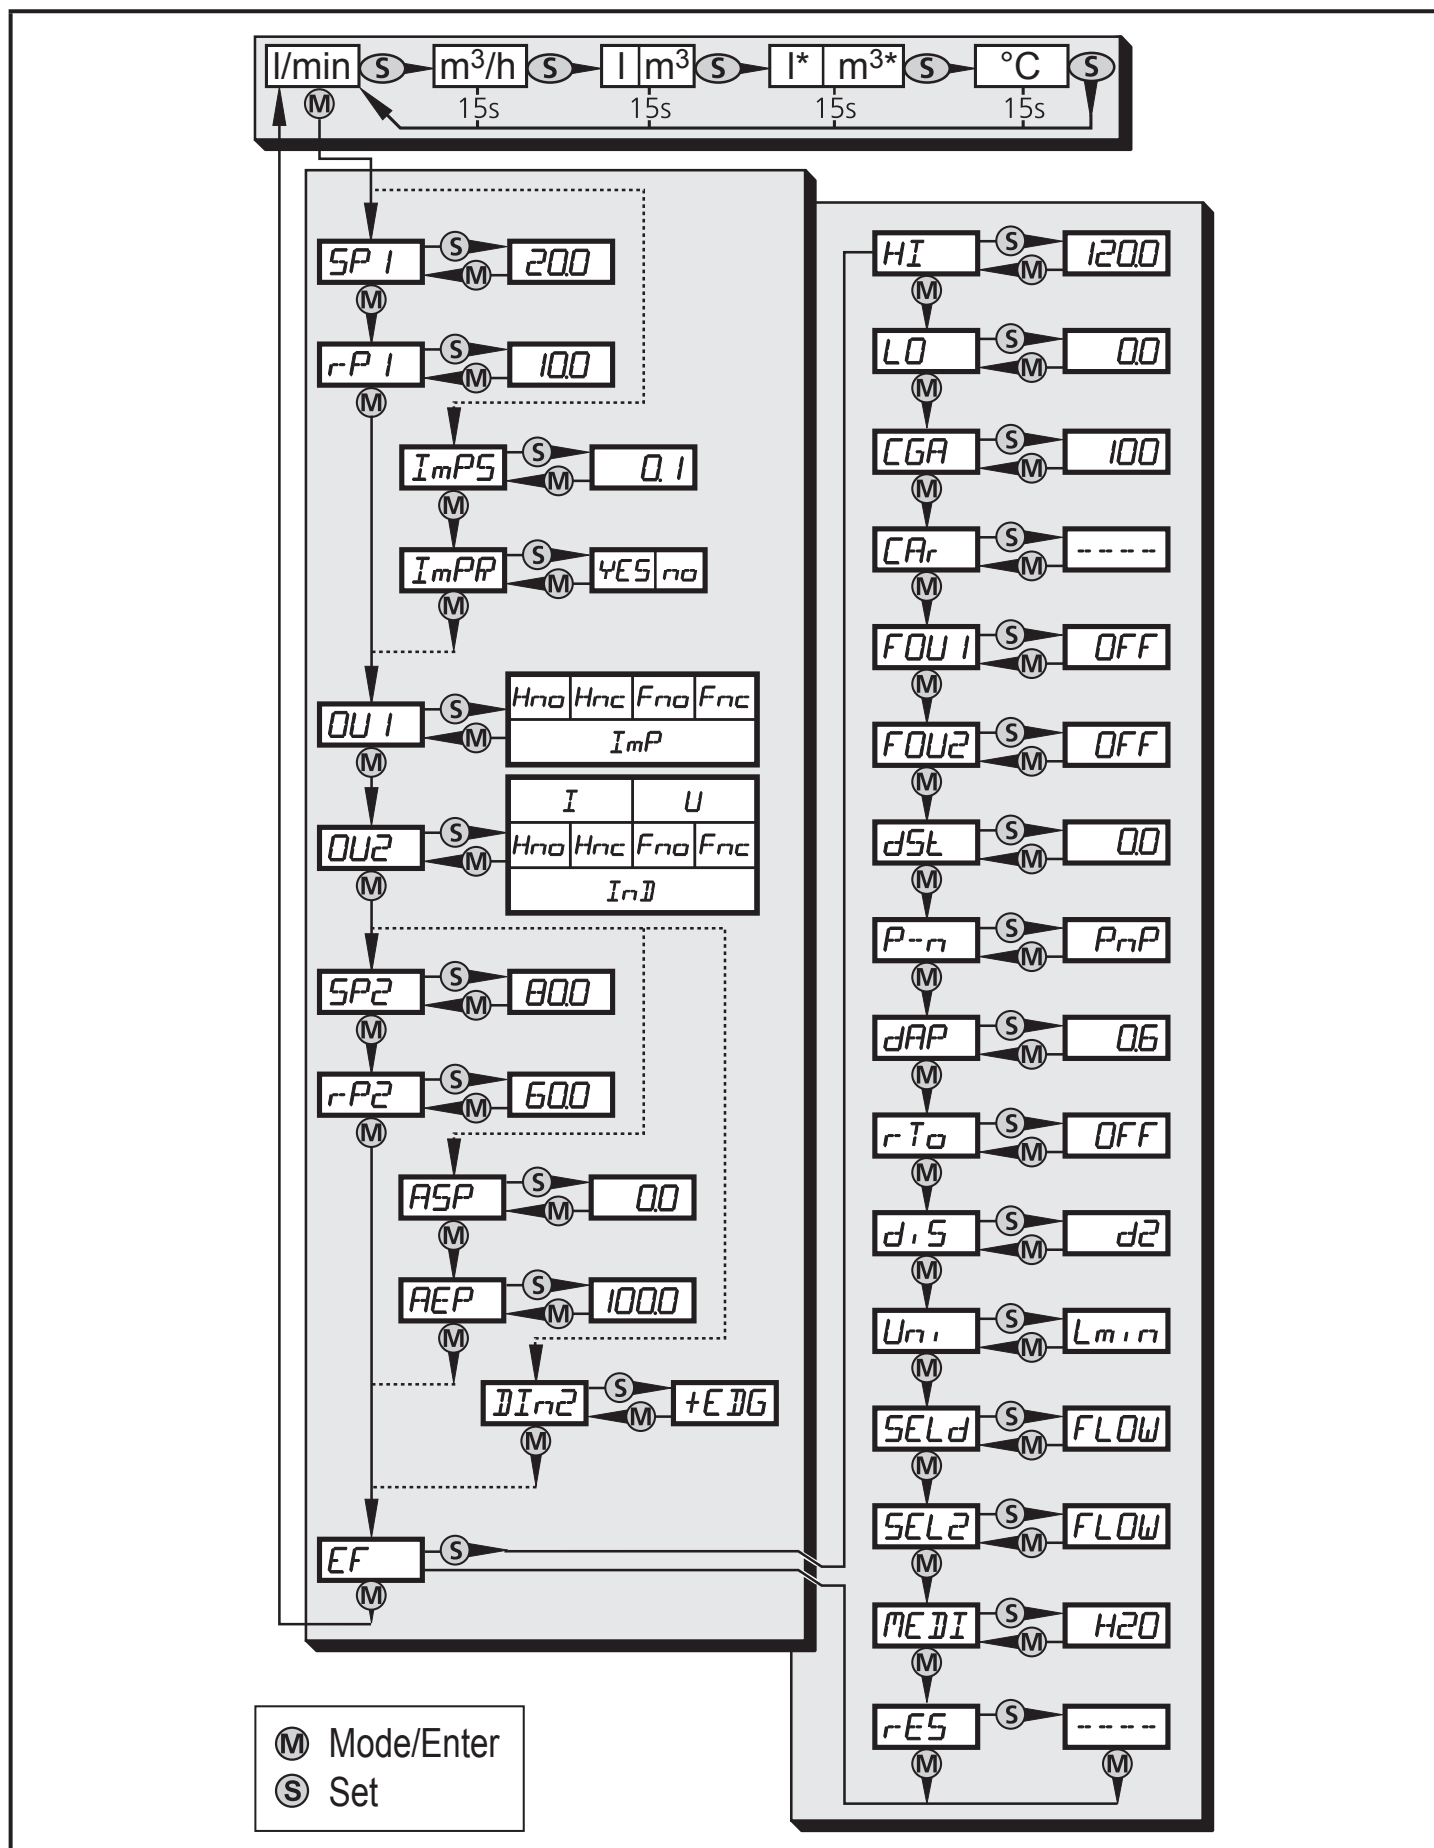 l/min S m³/h S l m³ S l* m³* S °C S
M 15s 15s 15s 15s
SP1 S M 20.0
M
rP1 S M 10.0
M
ImPS S M 0.1
M
ImPR S M YES no
M
OU1 S M Hno Hnc Fno Fnc
ImP
M
I U
OU2 S M Hno Hnc Fno Fnc
InD
M
SP2 S M 80.0
M
rP2 S M 60.0
M
ASP S M 0.0
M
AEP S M 100.0
M
DIn2 S M +EDG
M
EF S
M
HI S M 120.0
M
LO S M 0.0
M
CGA S M 100
M
CAr S M ----
M
FOU1 S M OFF
M
FOU2 S M OFF
M
dSt S M 0.0
M
P-n S M PnP
M
dAP S M 0.6
M
rTo S M OFF
M
diS S M d2
M
Uni S M Lmin
M
SELd S M FLOW
M
SEL2 S M FLOW
M
MEDI S M H2O
M
rES S ----
M M
M Mode/Enter
S Set